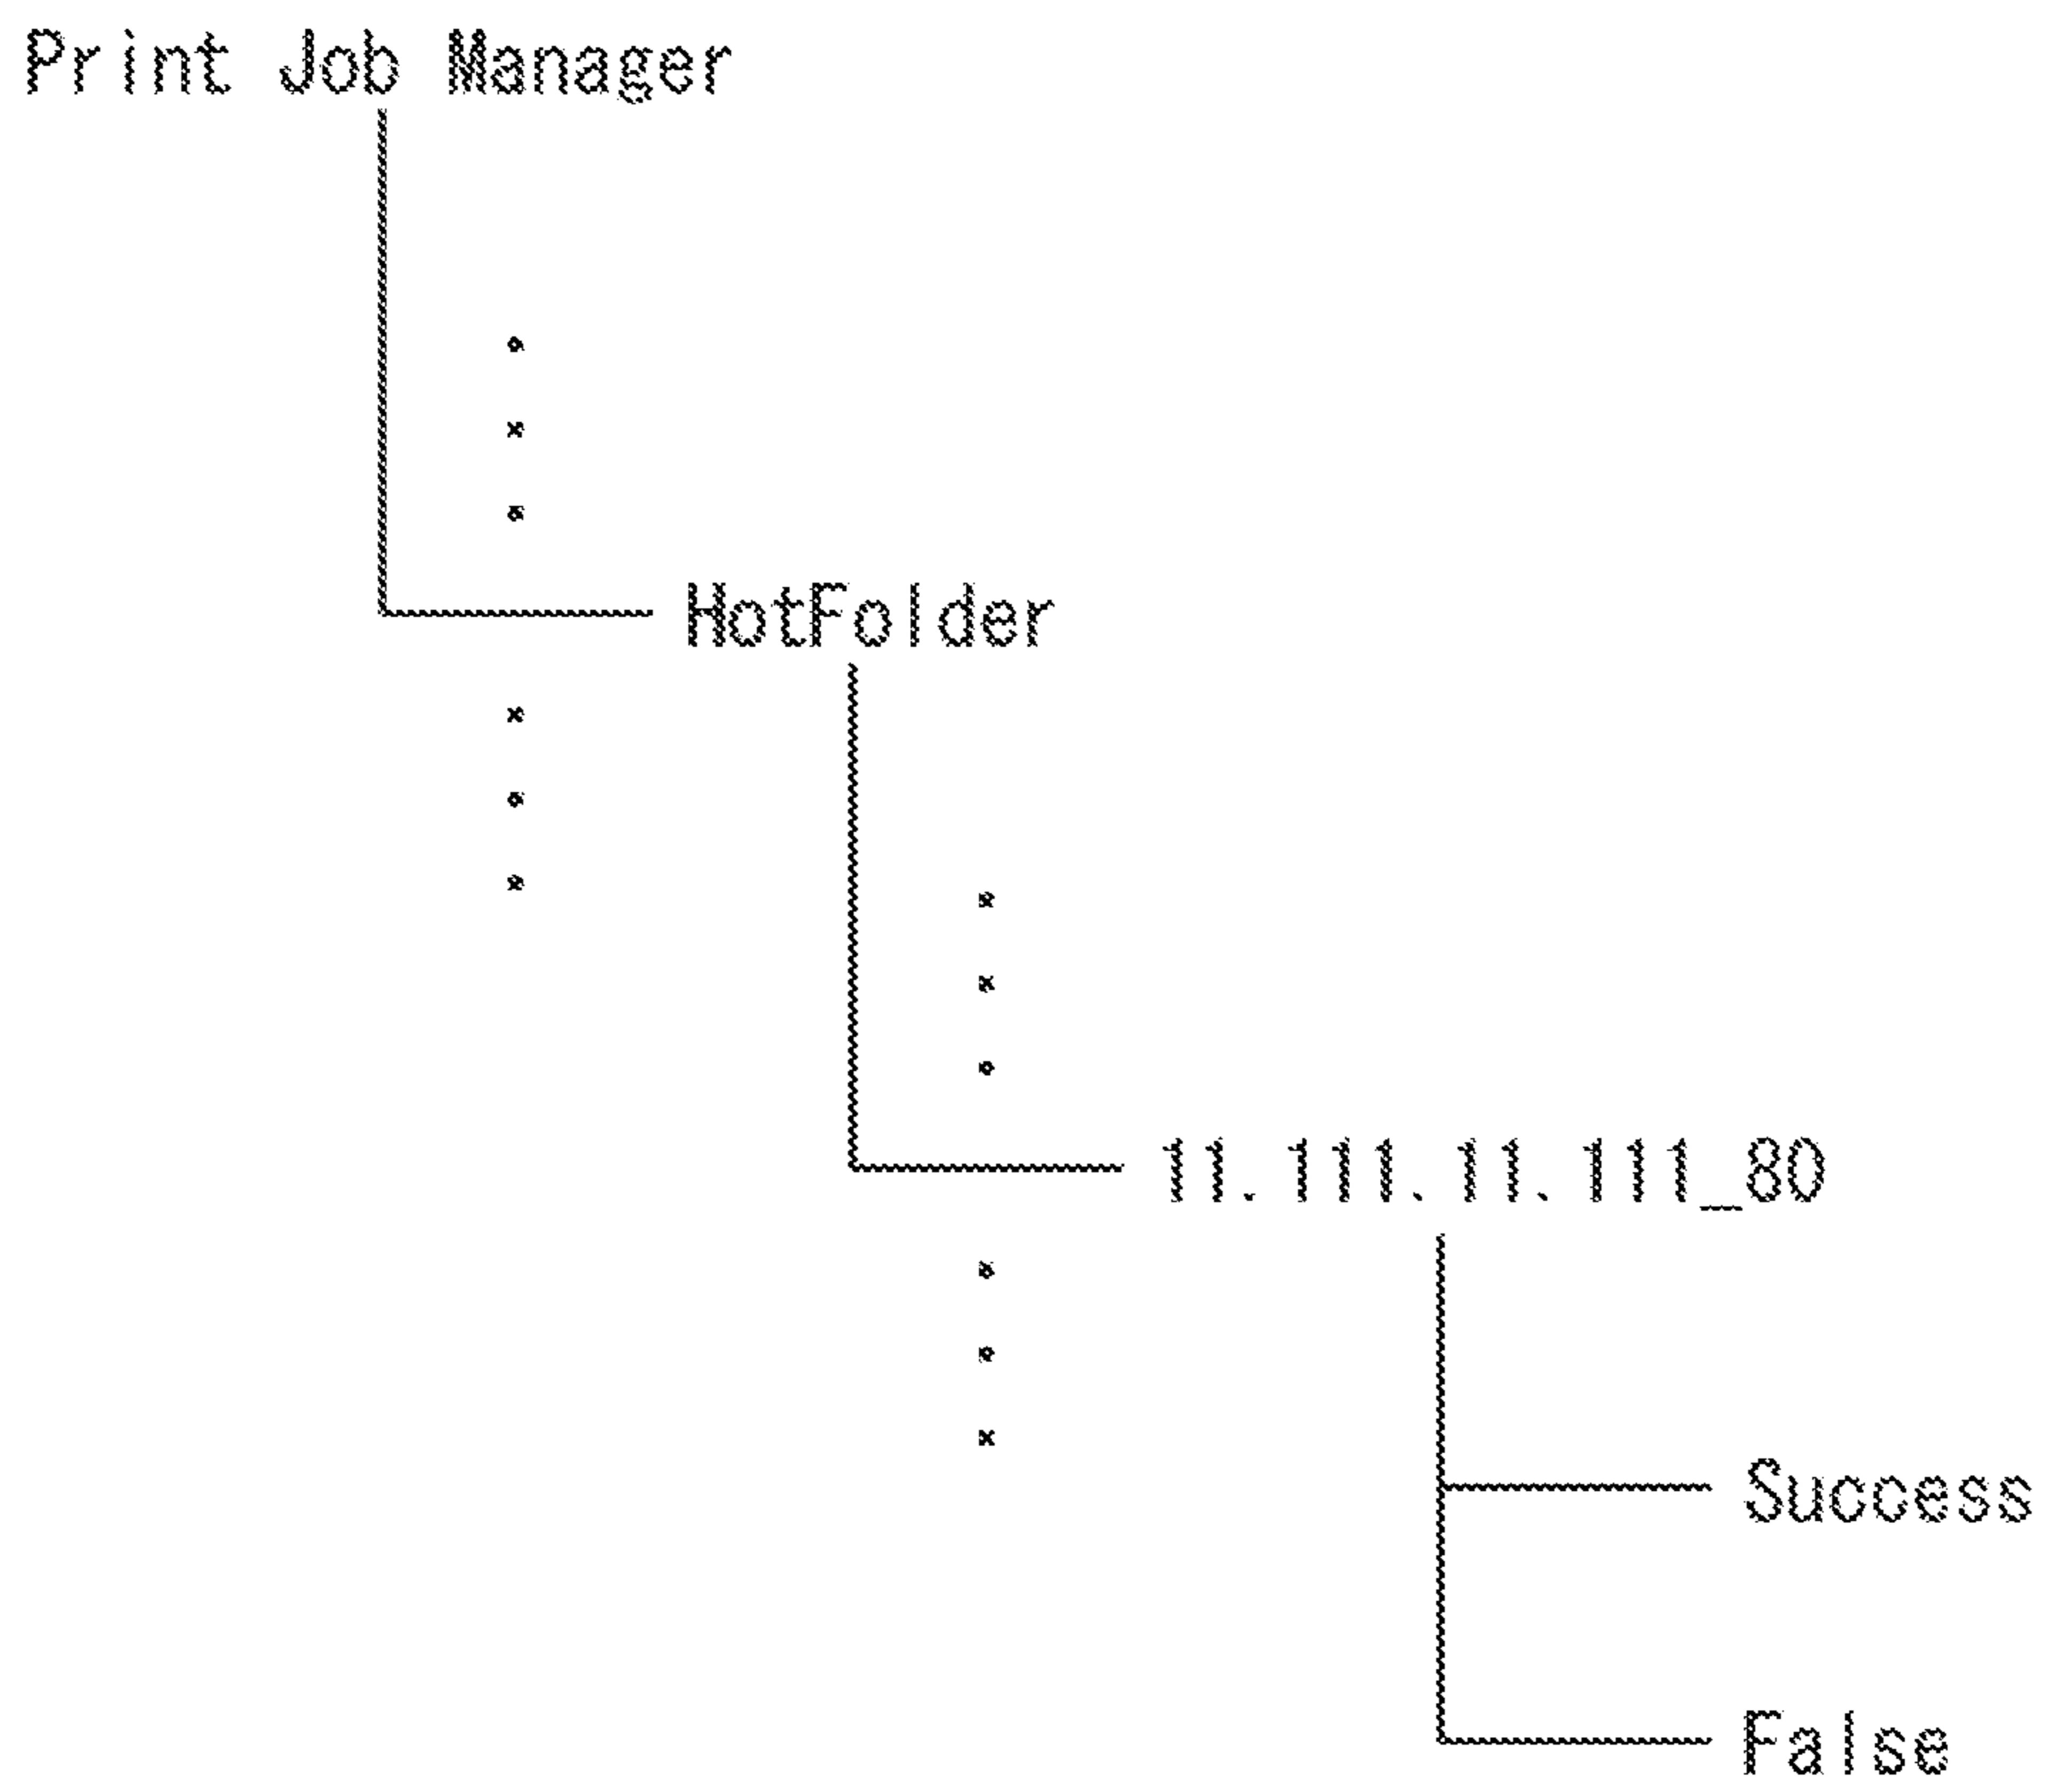 Print Job Manager
HotFolder
11.111.11.111_80
Success
False